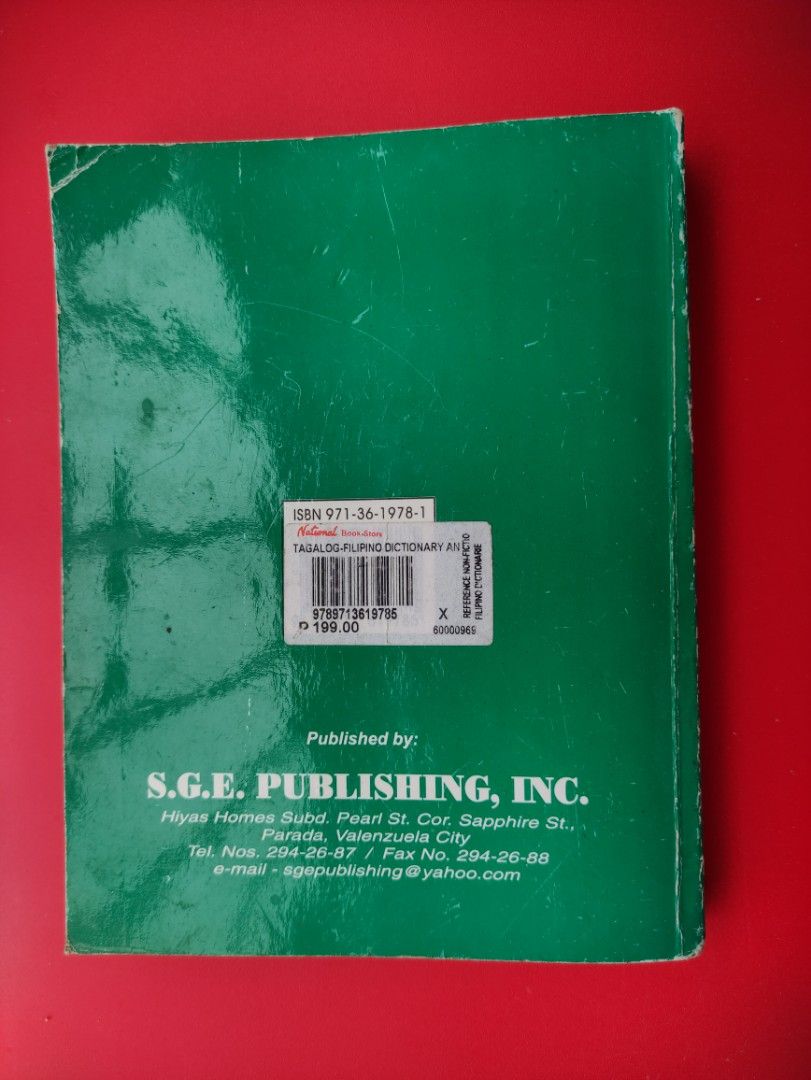 ISBN 971-36-1978-1
National Book Store
TAGALOG-FILIPINO DICTIONARY AN
9789713619785 X
P 199.00 60000969
REFERENCE NON-FICTIO
FILIPINO DICTIONARIE
Published by:
S.G.E. PUBLISHING, INC.
Hiyas Homes Subd. Pearl St. Cor. Sapphire St.,
Parada, Valenzuela City
Tel. Nos. 294-26-87 / Fax No. 294-26-88
e-mail - sgepublishing@yahoo.com